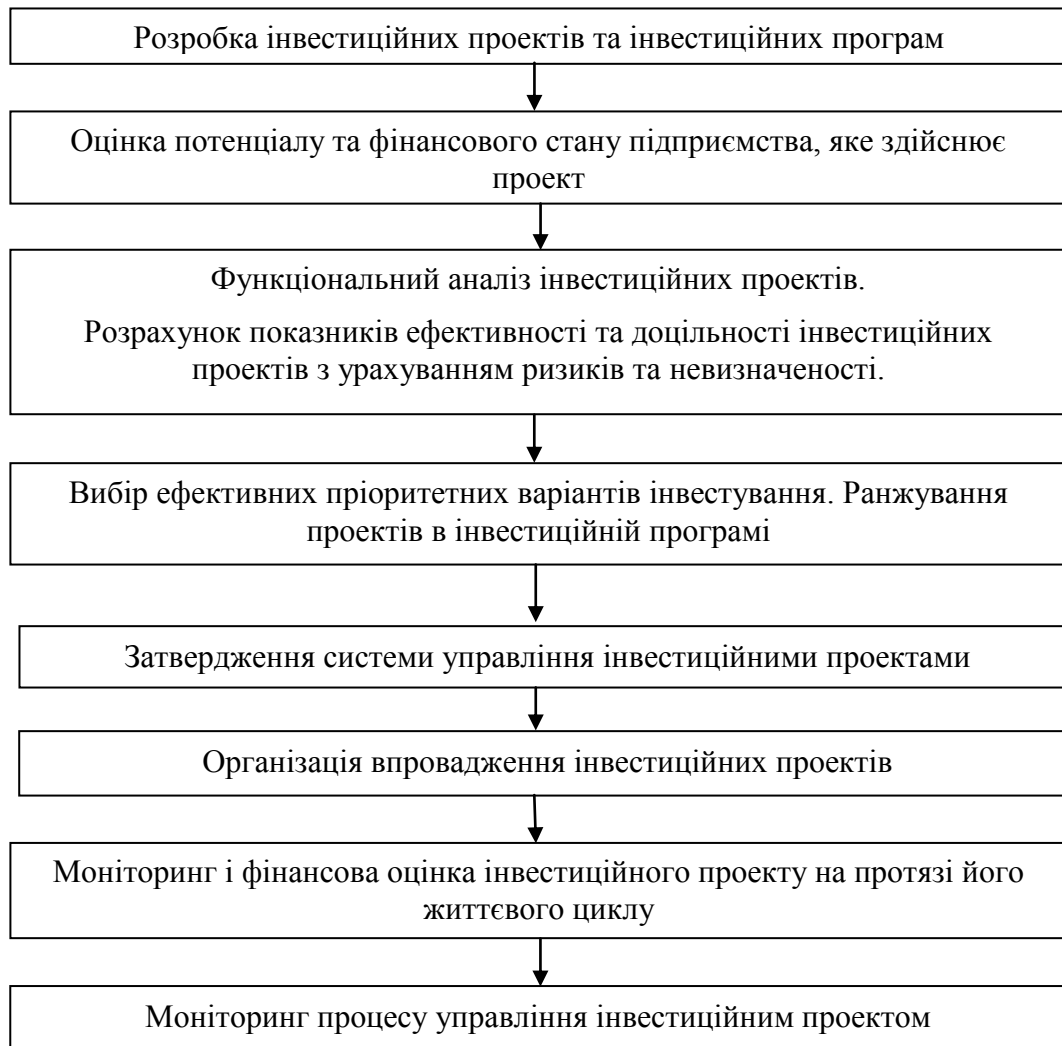 Розробка інвестиційних проектів та інвестиційних програм
Оцінка потенціалу та фінансового стану підприємства, яке здійснює
проект
Функціональний аналіз інвестиційних проектів.
Розрахунок показників ефективності та доцільності інвестиційних
проектів з урахуванням ризиків та невизначеності.
Вибір ефективних пріоритетних варіантів інвестування. Ранжування
проектів в інвестиційній програмі
Затвердження системи управління інвестиційними проектами
Організація впровадження інвестиційних проектів
Моніторинг і фінансова оцінка інвестиційного проекту на протязі його
життєвого циклу
Моніторинг процесу управління інвестиційним проектом